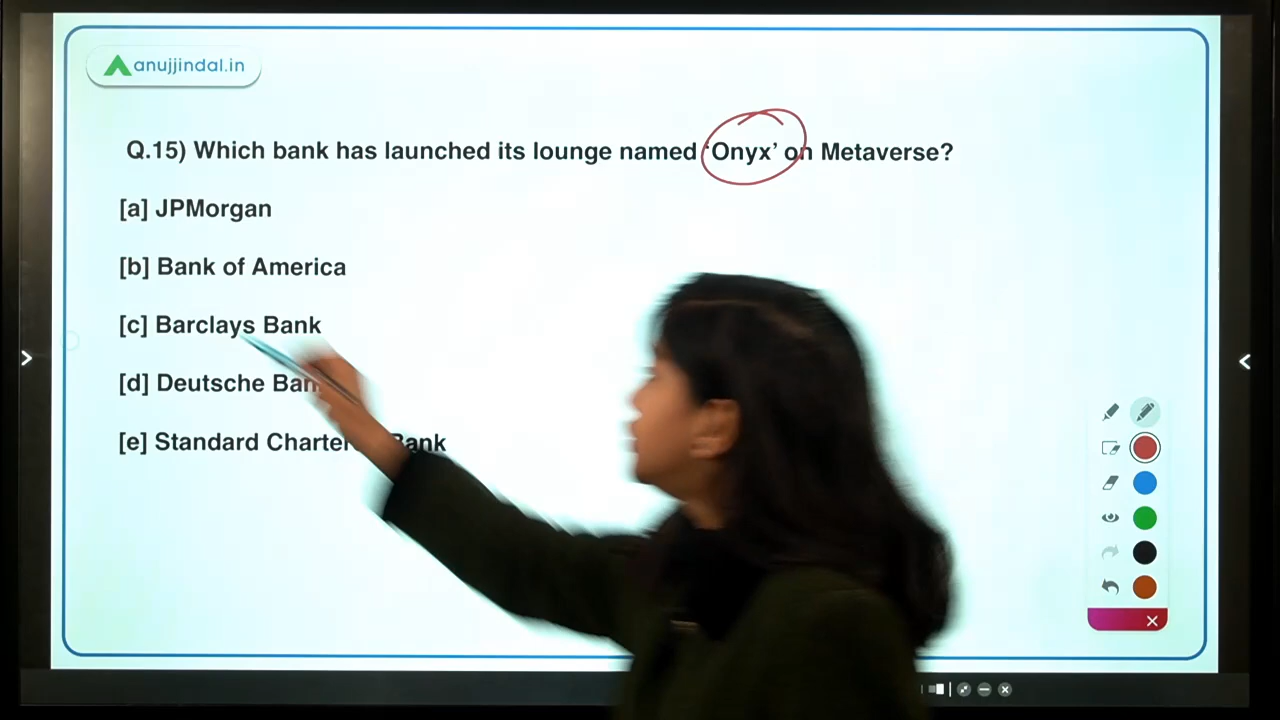 anujjindal.in
Q.15) Which bank has launched its lounge named ‘Onyx’ on Metaverse?
[a] JPMorgan
[b] Bank of America
[c] Barclays Bank
[d] Deutsche
[e] Standard Bank